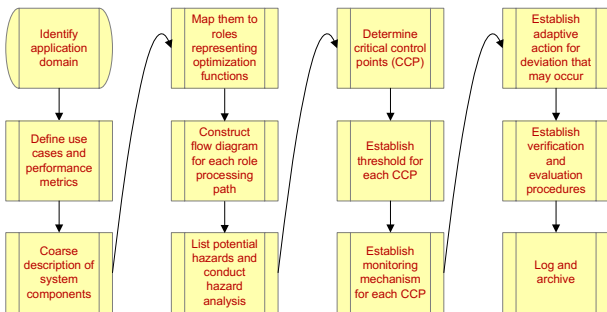 Identify
application
domain
Define use
cases and
performance
metrics
Coarse
description of
system
components
Map them to
roles
representing
optimization
functions
Construct
flow diagram
for each role
processing
path
List potential
hazards and
conduct
hazard
analysis
Determine
critical control
points (CCP)
Establish
threshold for
each CCP
Establish
monitoring
mechanism
for each CCP
Establish
adaptive
action for
deviation that
may occur
Establish
verification
and
evaluation
procedures
Log and
archive